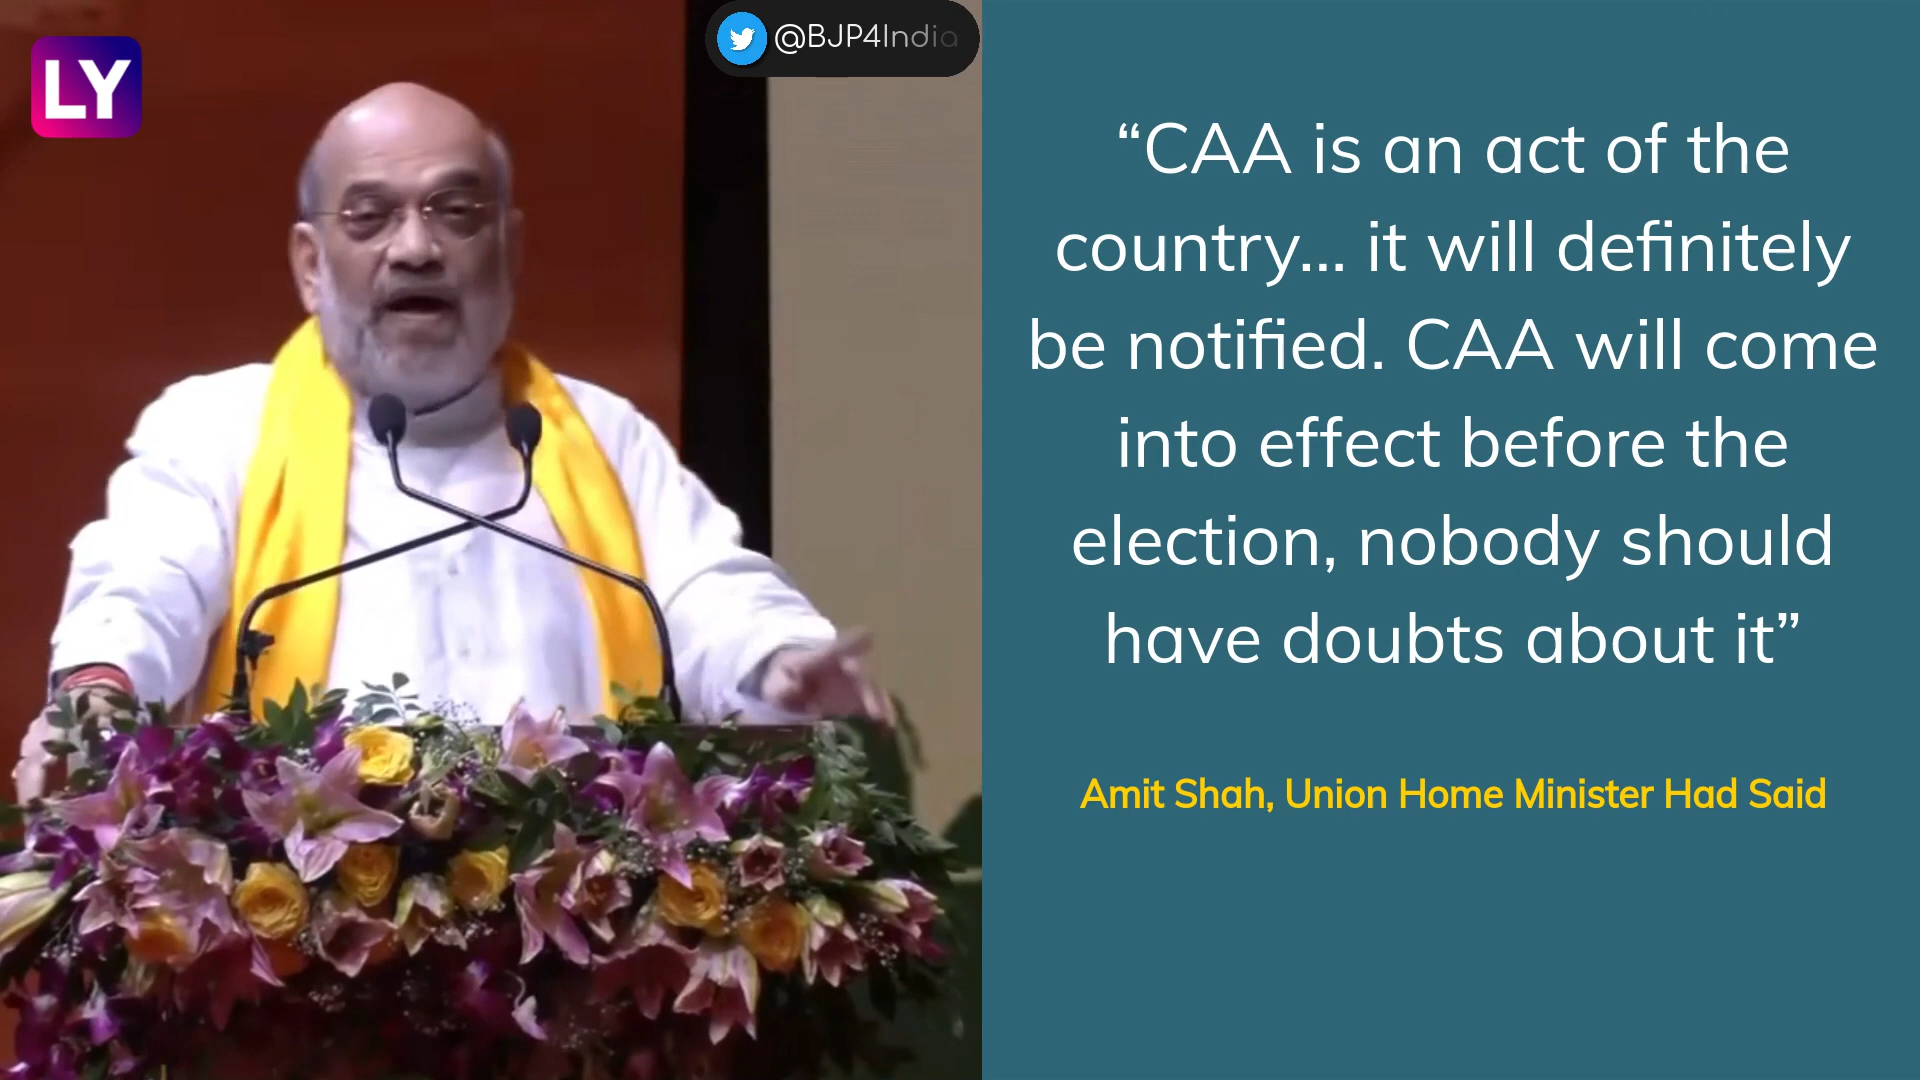 LY
@BJP4India
“CAA is an act of the
country... it will definitely
be notified. CAA will come
into effect before the
election, nobody should
have doubts about it”
Amit Shah, Union Home Minister Had Said